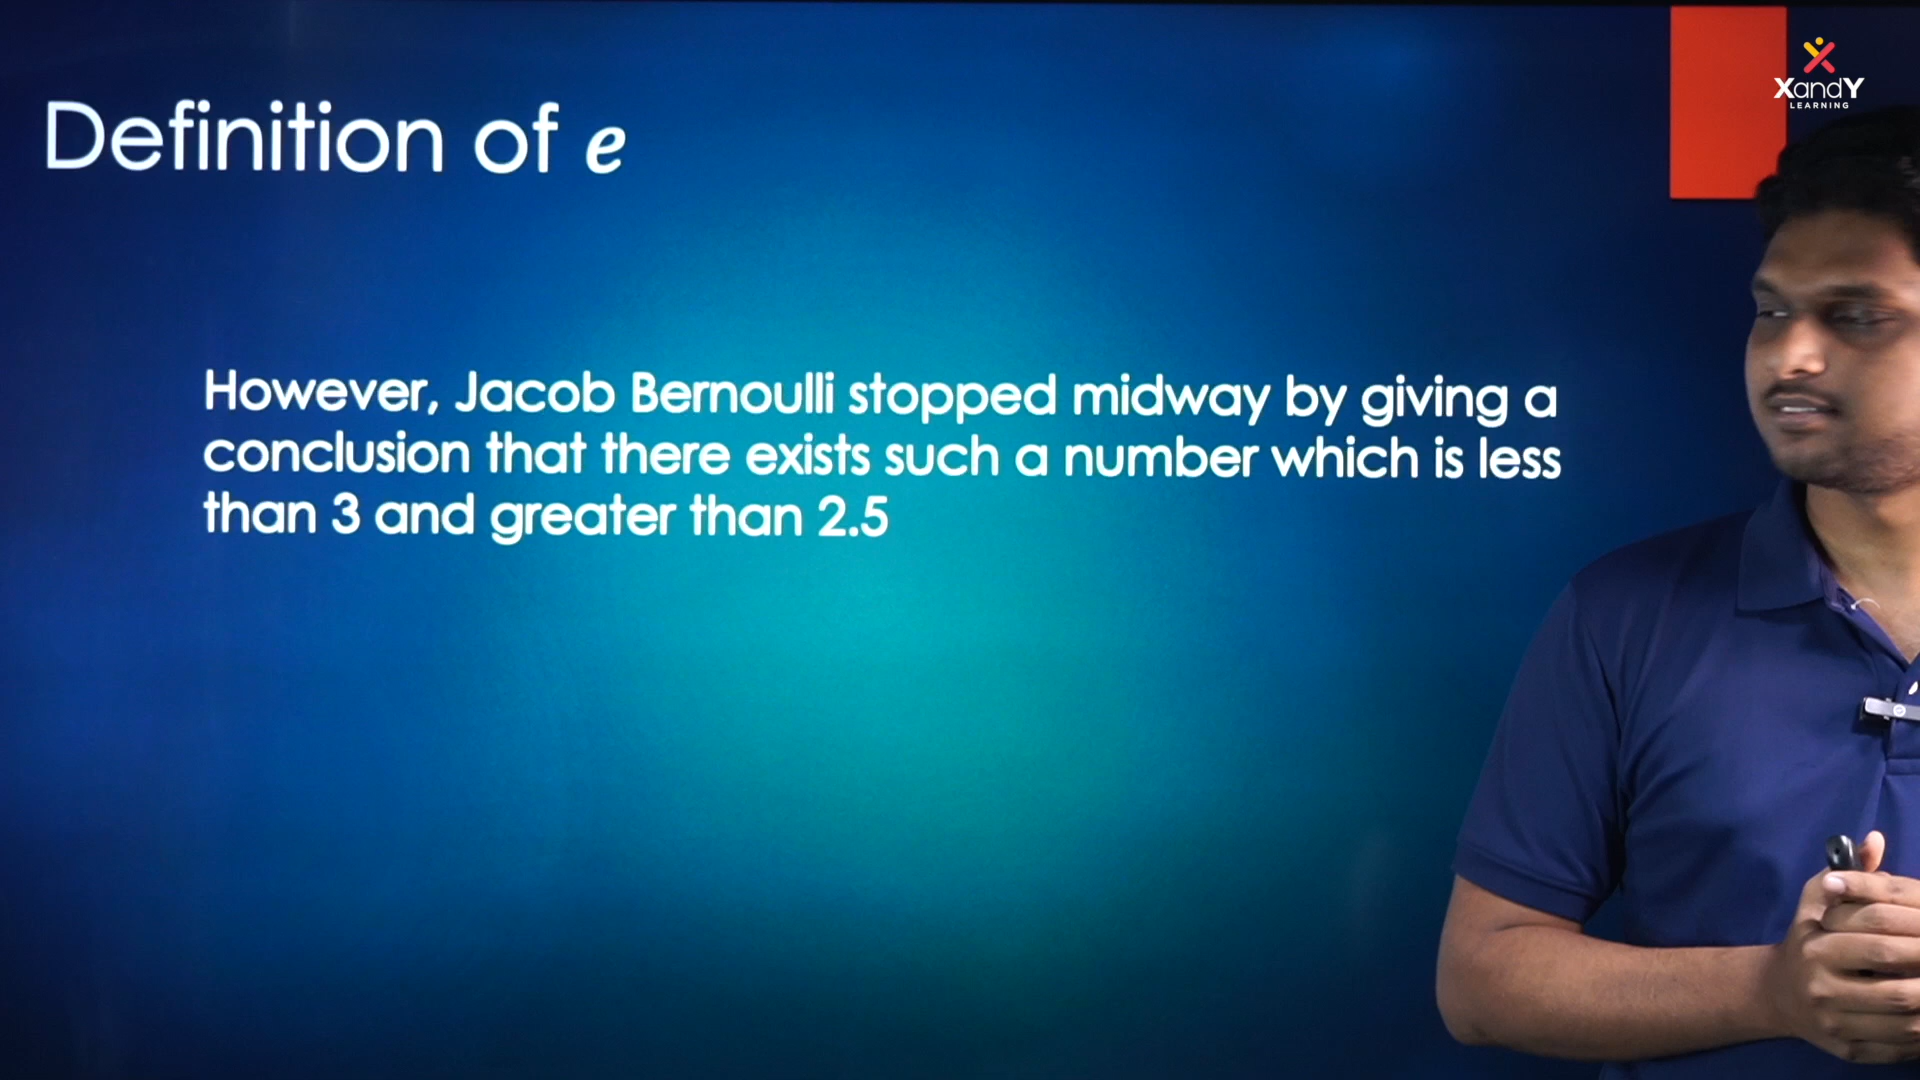 XandY
LEARNING
Definition of e
However, Jacob Bernoulli stopped midway by giving a
conclusion that there exists such a number which is less
than 3 and greater than 2.5